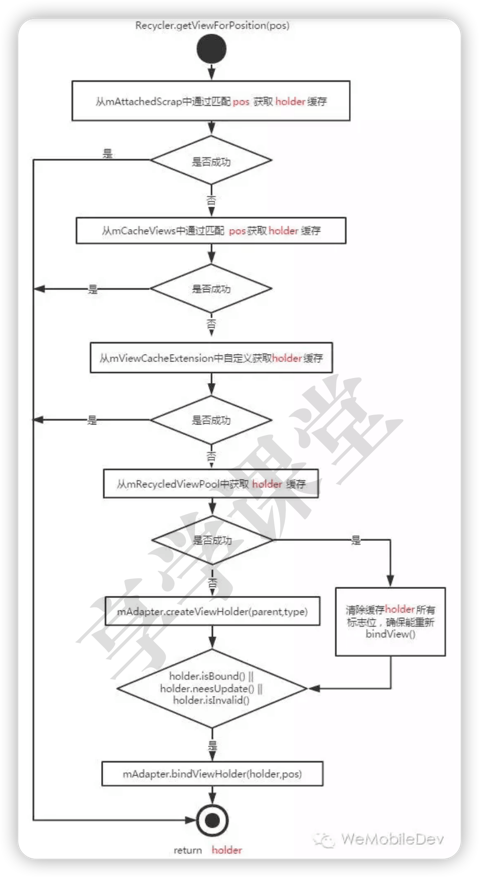 Recycler.getViewForPosition(pos)
从mAttachedScrap中通过匹配 pos 获取 holder 缓存
是
是否成功
否
从mCacheViews中通过匹配 pos 获取 holder 缓存
是
是否成功
否
从mViewCacheExtension中自定义获取holder缓存
是
是否成功
否
从mRecycledViewPool中获取 holder 缓存
是否成功
是
否
mAdapter.createViewHolder(parent,type)
清除缓存holder所有
标志位，确保能重新
bindView()
holder.isBound() ||
holder.neesUpdate() ||
holder.isInvalid()
是
mAdapter.bindViewHolder(holder,pos)
return holder
WeMobileDev
享学课堂